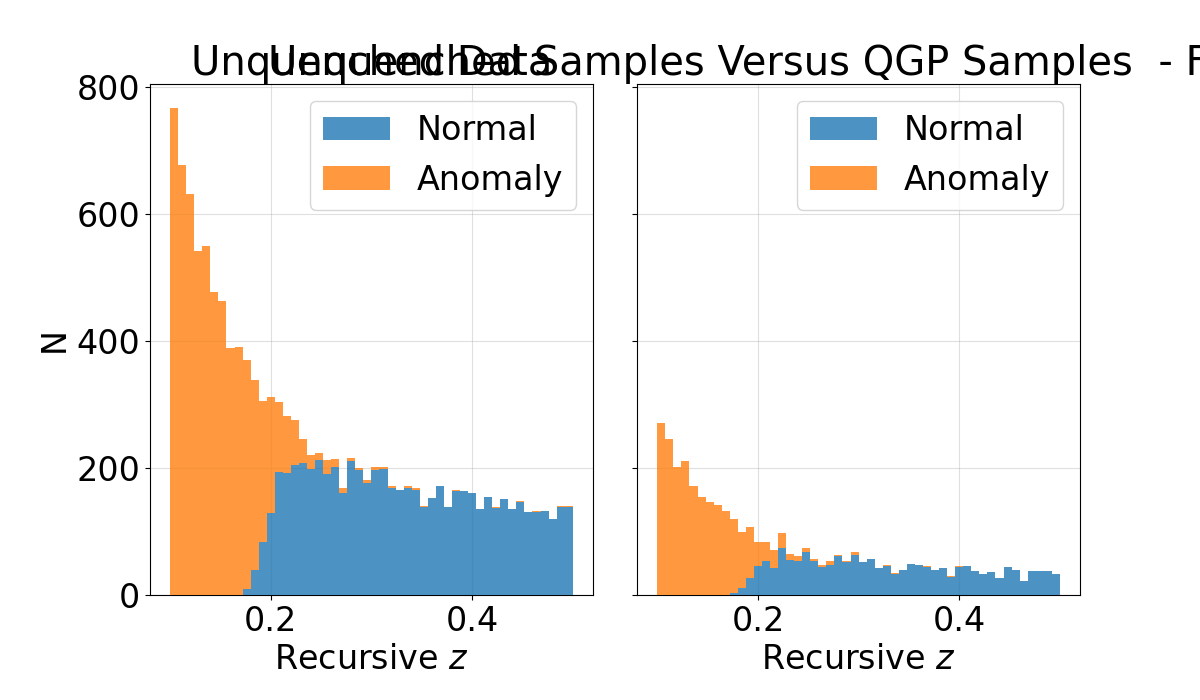 Unquenched Data
Unquenched Samples Versus QGP Samples - F
800
600
400
200
0
N
Normal
Anomaly
0.2 0.4
Recursive z
Normal
Anomaly
0.2 0.4
Recursive z